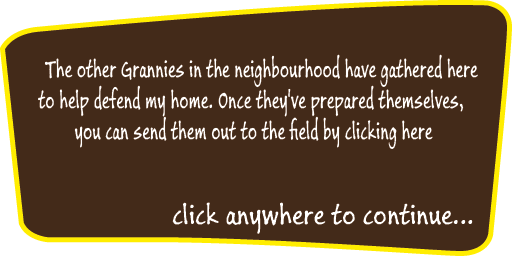 The other Grannies in the neighbourhood have gathered here
to help defend my home. Once they've prepared themselves,
you can send them out to the field by clicking here
click anywhere to continue...